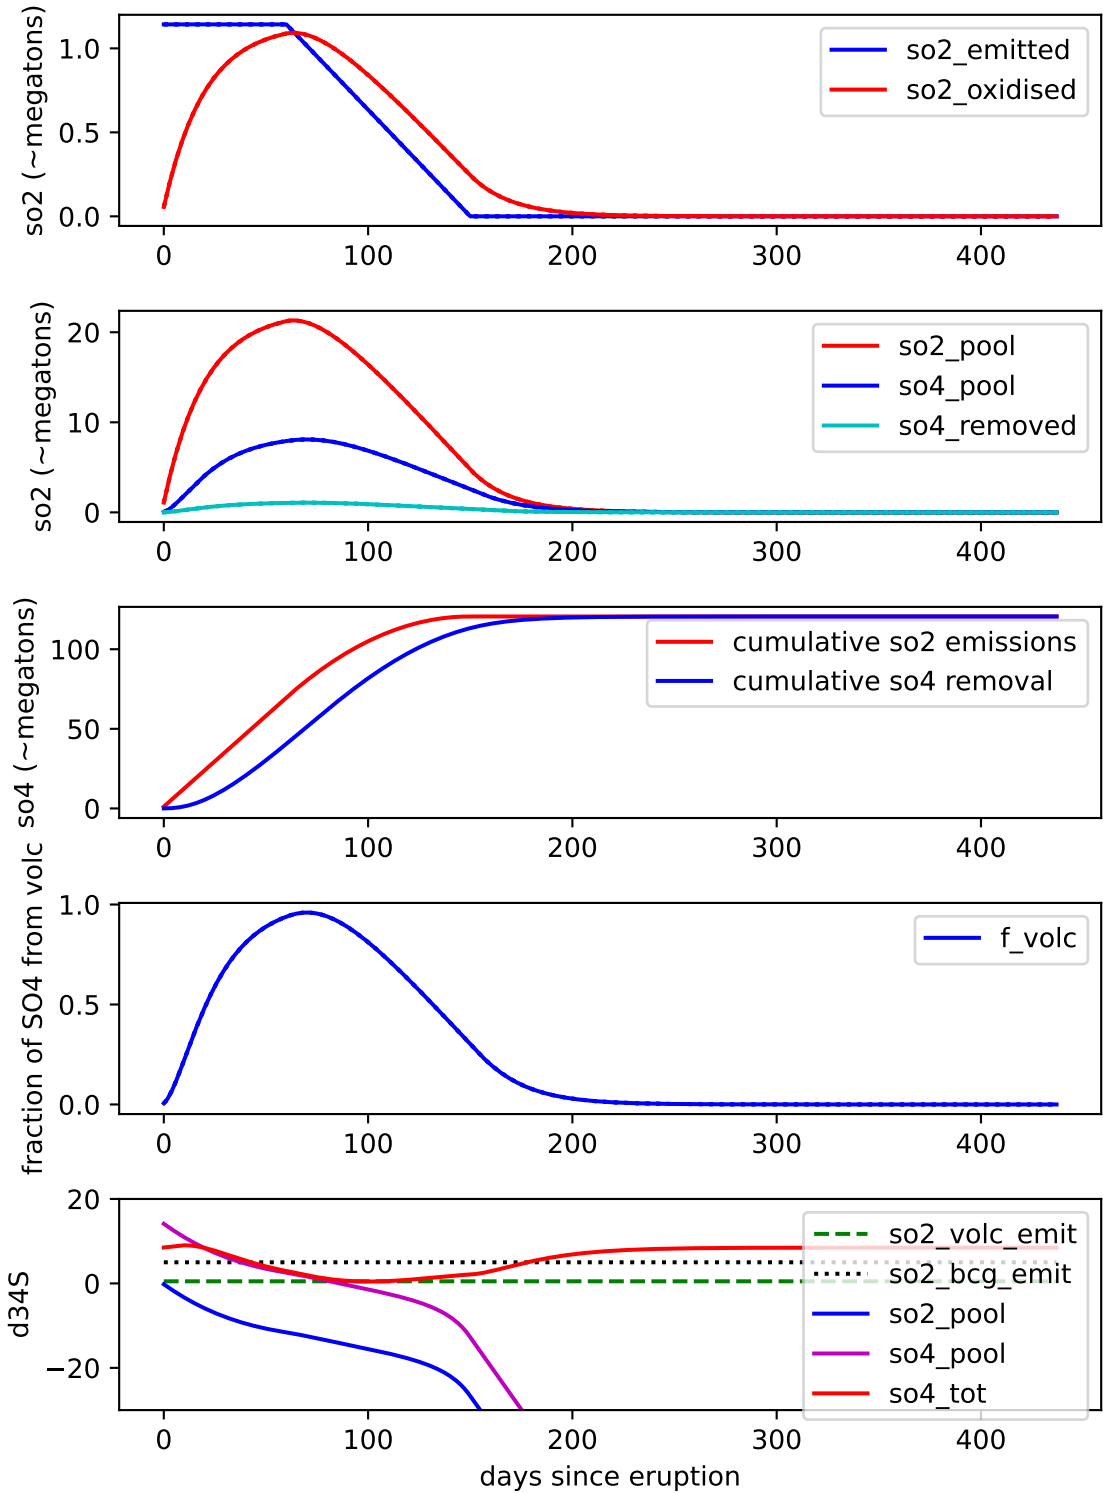 so2 (~megatons)
1.0
0.5
0.0
so2_emitted
so2_oxidised
0 100 200 300 400
so2 (~megatons)
20
10
0
so2_pool
so4_pool
so4_removed
0 100 200 300 400
so4 (~megatons)
100
50
0
cumulative so2 emissions
cumulative so4 removal
0 100 200 300 400
fraction of SO4 from volc
1.0
0.5
0.0
f_volc
0 100 200 300 400
d34S
20
0
−20
so2_volc_emit
so2_bcg_emit
so2_pool
so4_pool
so4_tot
0 100 200 300 400
days since eruption